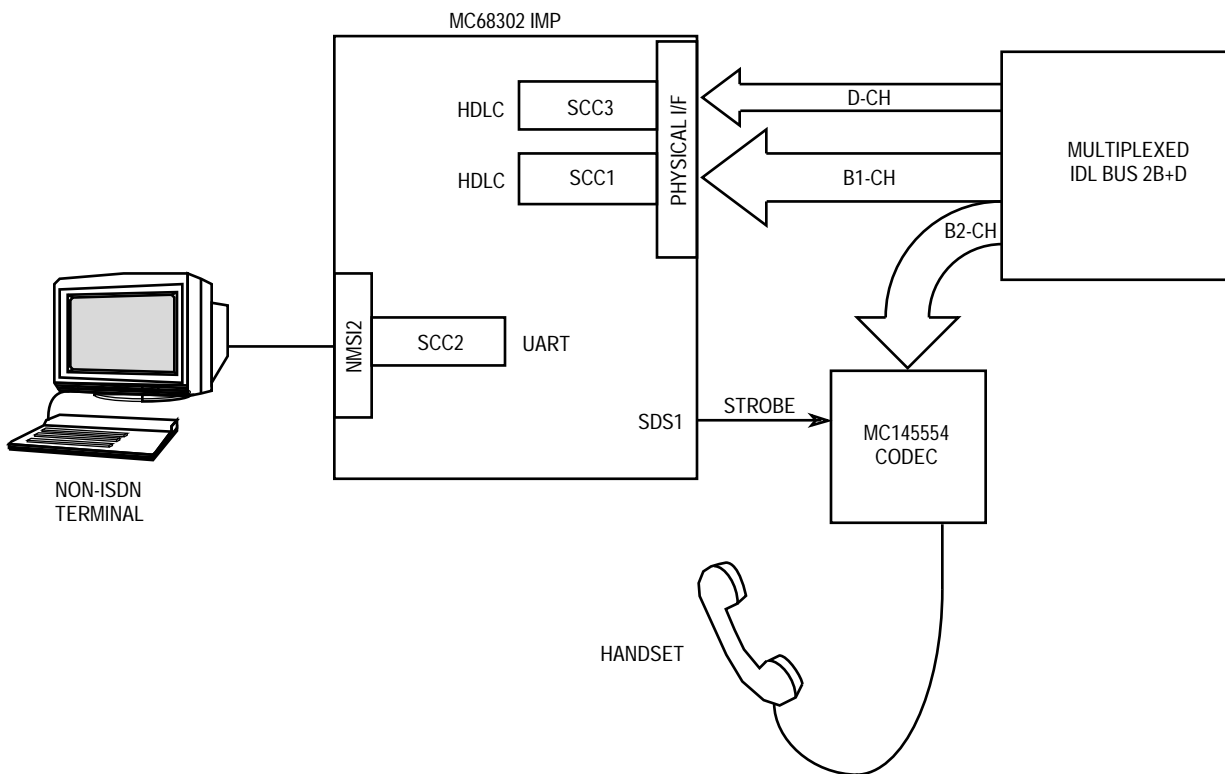 MC68302 IMP
HDLC
SCC3
HDLC
SCC1
PHYSICAL I/F
D-CH
B1-CH
B2-CH
MULTIPLEXED
IDL BUS 2B+D
NMSI2
SCC2
UART
SDS1
STROBE
MC145554
CODEC
NON-ISDN
TERMINAL
HANDSET